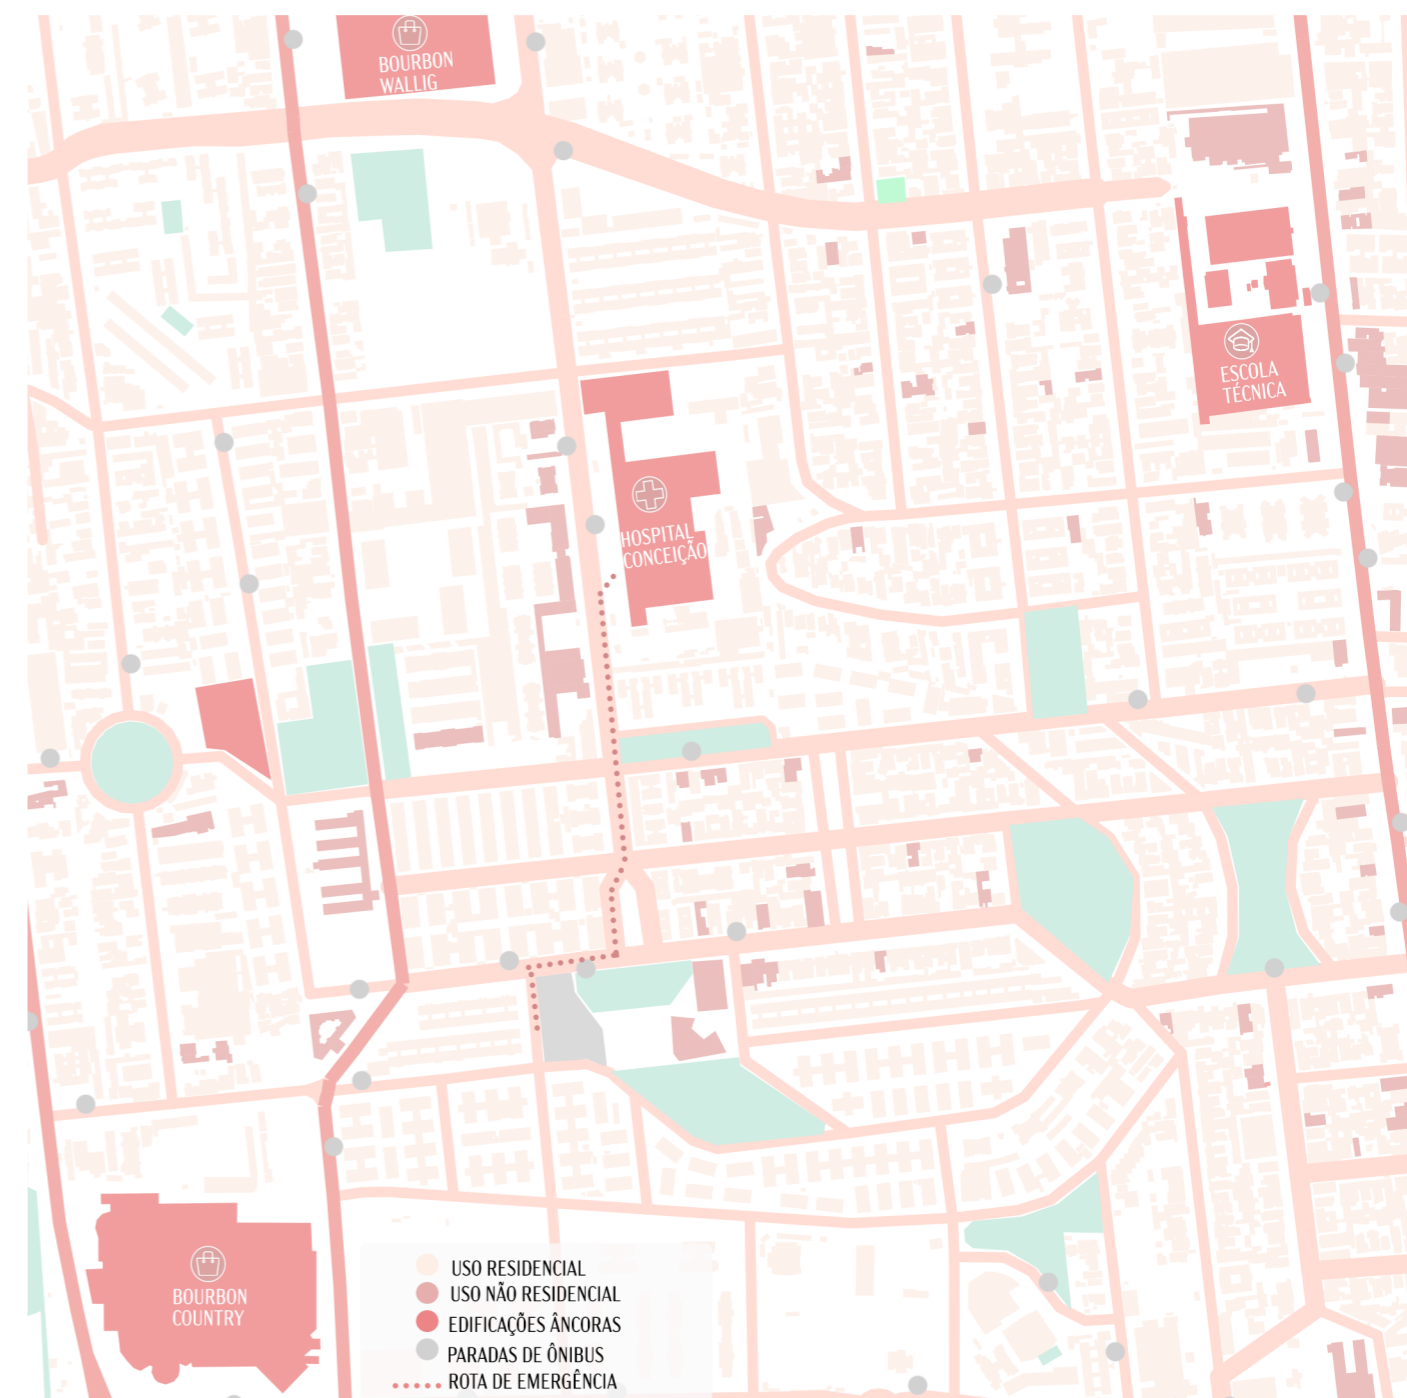 BOURBON
WALLIG
ESCOLA
TÉCNICA
HOSPITAL
CONCEIÇÃO
BOURBON
COUNTRY
USO RESIDENCIAL
USO NÃO RESIDENCIAL
EDIFICAÇÕES ÂNCORAS
PARADAS DE ÔNIBUS
ROTA DE EMERGÊNCIA